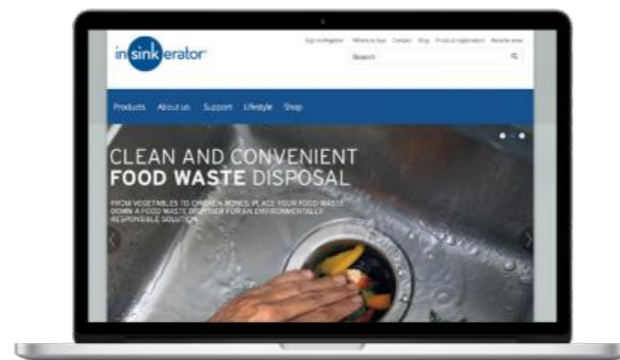 Sign In/Register Where to buy Contact Blog Product registration Retailer area
insinkerator
Search
Products About us Support Lifestyle Shop
CLEAN AND CONVENIENT
FOOD WASTE DISPOSAL
FROM VEGETABLES TO CHICKEN BONES, PLACE YOUR FOOD WASTE
DOWN A FOOD WASTE DISPOSER FOR AN ENVIRONMENTALLY
RESPONSIBLE SOLUTION.